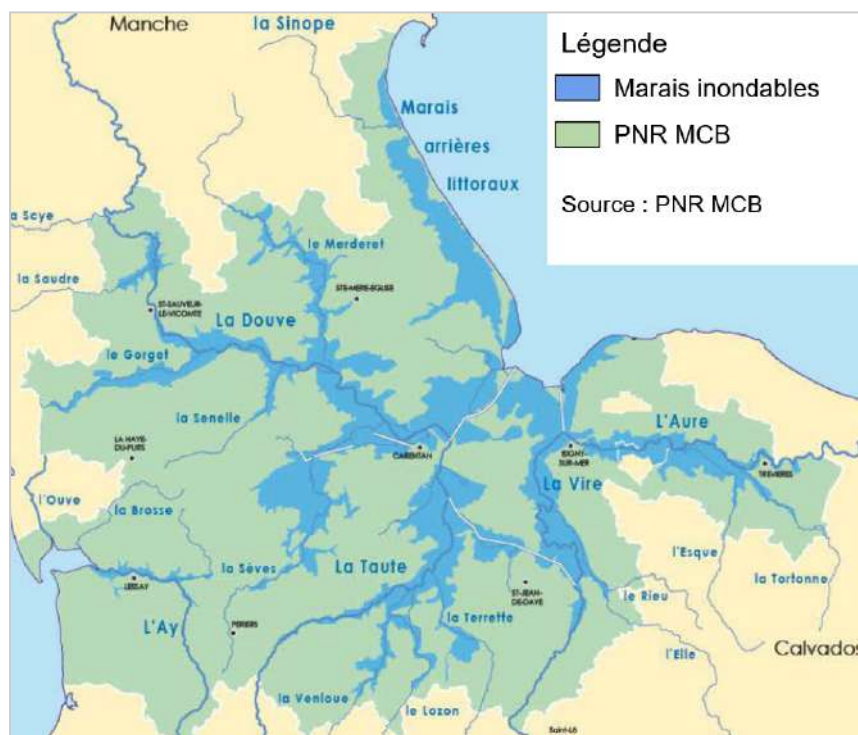 Manche
la Sinope
Légende
Marais inondables
PNR MCB
Source : PNR MCB
Marais
arrières
littoraux
la Scye
la Saudre
le Merderet
STE-MERE-EGLISE
ST-SAUVEUR-
LE-VICOMTE
La Douve
le Gorget
la Senelle
LA HAYE-
DU-PUITS
CARENTAN
ISIGNY-
SUR-MER
L'Aure
TREVIERES
La Vire
l'Ouve
la Brosse
l'Esque
la Sèves
La Taute
LESSAY
ST-JEAN-
DE-DAYE
la Tortonne
le Rieu
la Terrette
L'Ay
PERIERS
l'Elle
Calvados
la Venloue
le Lozon
Saint-Lô